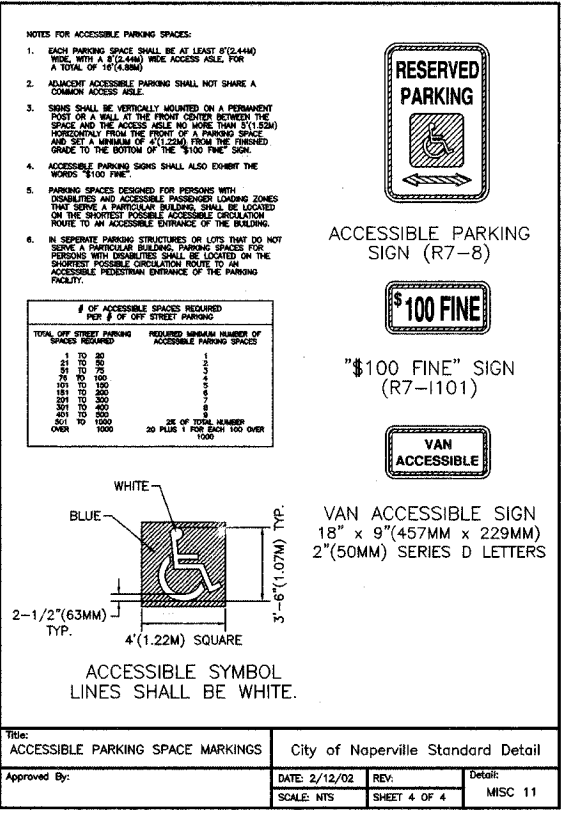 NOTES FOR ACCESSIBLE PARKING SPACES:
1. EACH PARKING SPACE SHALL BE AT LEAST 8'(2.44M)
WIDE, WITH A 8'(2.44M) WIDE ACCESS AISLE, FOR
A TOTAL OF 16'(4.88M)
2. ADJACENT ACCESSIBLE PARKING SHALL NOT SHARE A
COMMON ACCESS AISLE.
3. SIGNS SHALL BE VERTICALLY MOUNTED ON A PERMANENT
POST OR A WALL AT THE FRONT CENTER BETWEEN THE
SPACE AND THE ACCESS AISLE NO MORE THAN 5'(1.52M)
HORIZONTALY FROM THE FRONT OF A PARKING SPACE
AND SET A MINIMUM OF 4'(1.22M) FROM THE FINISHED
GRADE TO THE BOTTOM OF THE "$100 FINE" SIGN.
4. ACCESSIBLE PARKING SIGNS SHALL ALSO EXHIBIT THE
WORDS "$100 FINE".
5. PARKING SPACES DESIGNED FOR PERSONS WITH
DISABILITIES AND ACCESSIBLE PASSENGER LOADING ZONES
THAT SERVE A PARTICULAR BUILDING, SHALL BE LOCATED
ON THE SHORTEST POSSIBLE ACCESSIBLE CIRCULATION
ROUTE TO AN ACCESSIBLE ENTRANCE OF THE BUILDING.
6. IN SEPERATE PARKING STRUCTURES OR LOTS THAT DO NOT
SERVE A PARTICULAR BUILDING, PARKING SPACES FOR
PERSONS WITH DISABILITIES SHALL BE LOCATED ON THE
SHORTEST POSSIBLE CIRCULATION ROUTE TO AN
ACCESSIBLE PEDESTRIAN ENTRANCE OF THE PARKING
FACILITY.
# OF ACCESSIBLE SPACES REQUIRED
PER # OF OFF STREET PARKING
TOTAL OFF STREET PARKING SPACES REQUIRED
REQUIRED MINIMUM NUMBER OF ACCESSIBLE PARKING SPACES
1 TO 20 1
21 TO 50 2
51 TO 75 3
76 TO 100 4
101 TO 150 5
151 TO 200 6
201 TO 300 7
301 TO 400 8
401 TO 500 9
501 TO 1000 2% OF TOTAL NUMBER
OVER 1000 20 PLUS 1 FOR EACH 100 OVER
1000
RESERVED
PARKING
ACCESSIBLE PARKING
SIGN (R7-8)
$100 FINE
"$100 FINE" SIGN
(R7-I101)
VAN
ACCESSIBLE
VAN ACCESSIBLE SIGN
18" x 9"(457MM x 229MM)
2"(50MM) SERIES D LETTERS
WHITE
BLUE
3'-6"(1.07M) TYP.
2-1/2"(63MM)
TYP.
4'(1.22M) SQUARE
ACCESSIBLE SYMBOL
LINES SHALL BE WHITE.
Title:
ACCESSIBLE PARKING SPACE MARKINGS
City of Naperville Standard Detail
Approved By:
DATE: 2/12/02
REV:
Detail:
MISC 11
SCALE: NTS
SHEET 4 OF 4